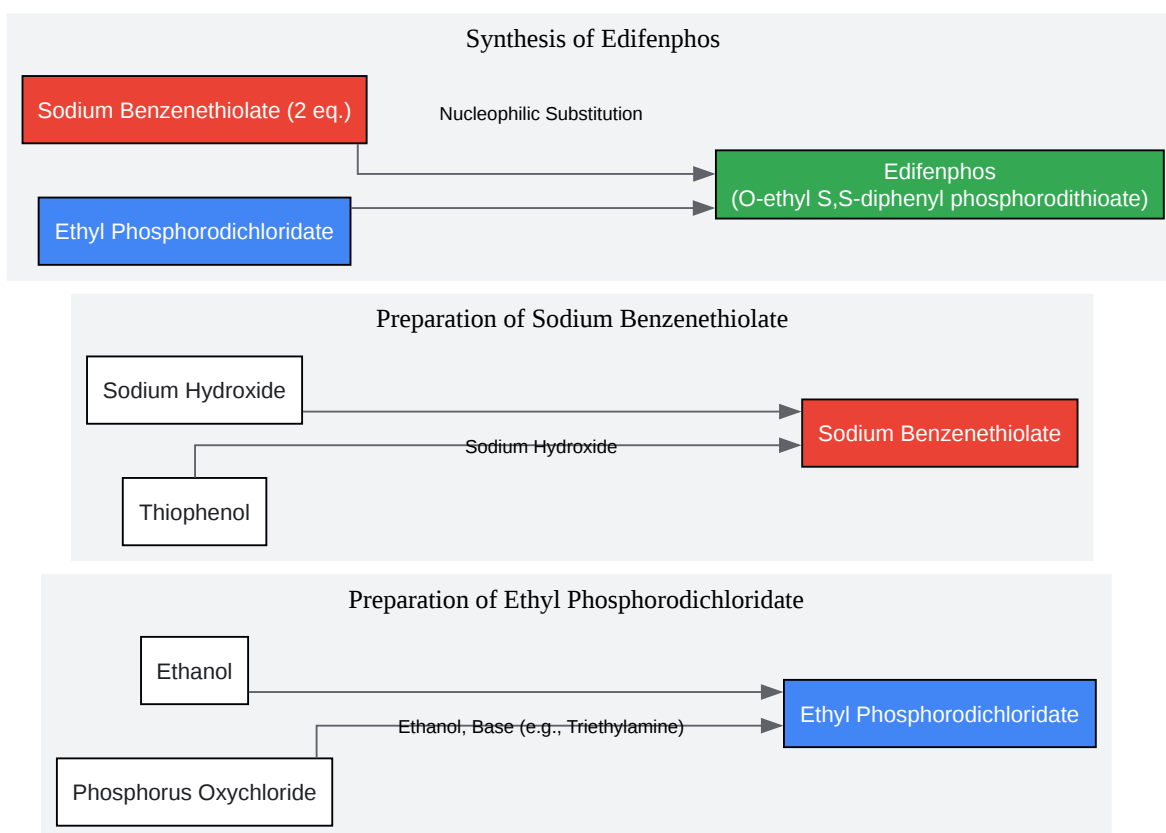 Synthesis of Edifenphos
Sodium Benzenethiolate (2 eq.)
Nucleophilic Substitution
Edifenphos
(O-ethyl S,S-diphenyl phosphorodithioate)
Ethyl Phosphorodichloridate
Preparation of Sodium Benzenethiolate
Sodium Hydroxide
Sodium Benzenethiolate
Sodium Hydroxide
Thiophenol
Preparation of Ethyl Phosphorodichloridate
Ethanol
Ethyl Phosphorodichloridate
Ethanol, Base (e.g., Triethylamine)
Phosphorus Oxychloride